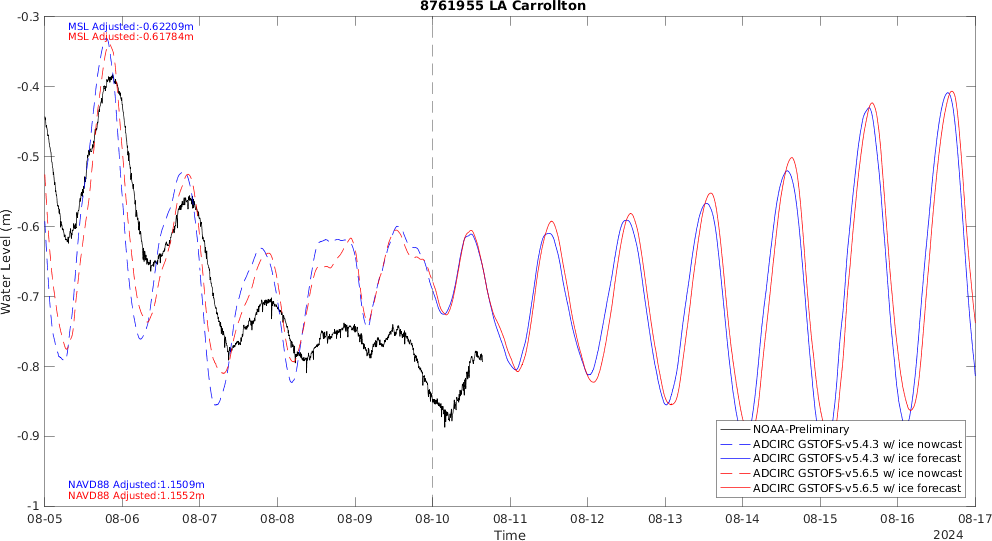 8761955 LA Carrollton
MSL Adjusted:-0.62209m
MSL Adjusted:-0.61784m
-0.3
-0.4
-0.5
-0.6
-0.7
-0.8
-0.9
-1
Water Level (m)
NOAA-Preliminary
ADCIRC GSTOFS-v5.4.3 w/ ice nowcast
ADCIRC GSTOFS-v5.4.3 w/ ice forecast
ADCIRC GSTOFS-v5.6.5 w/ ice nowcast
ADCIRC GSTOFS-v5.6.5 w/ ice forecast
NAVD88 Adjusted:1.1509m
NAVD88 Adjusted:1.1552m
08-05 08-06 08-07 08-08 08-09 08-10 08-11 08-12 08-13 08-14 08-15 08-16 08-17
Time
2024